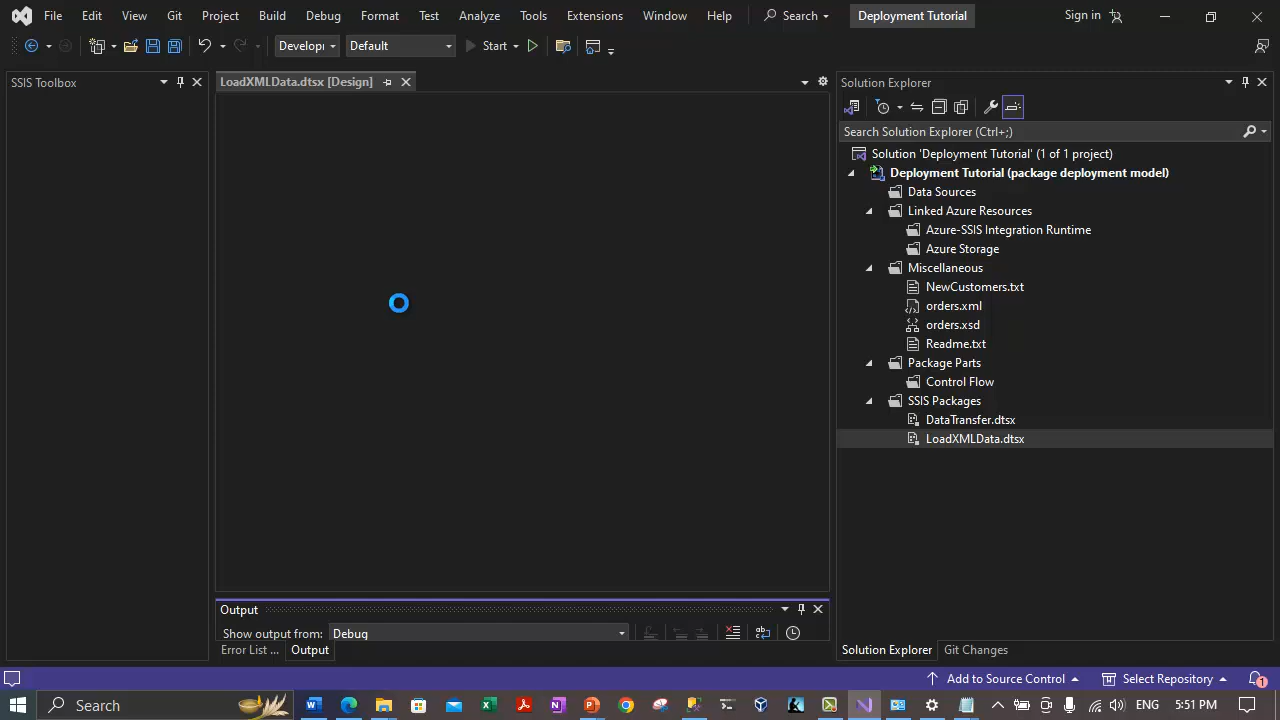 File Edit View Git Project Build Debug Format Test Analyze Tools Extensions Window Help Search Deployment Tutorial Sign in
Default Start
SSIS Toolbox
LoadXMLData.dtsx [Design]
Solution Explorer
Search Solution Explorer (Ctrl+;)
Solution 'Deployment Tutorial' (1 of 1 project)
Deployment Tutorial (package deployment model)
Data Sources
Linked Azure Resources
Azure-SSIS Integration Runtime
Azure Storage
Miscellaneous
NewCustomers.txt
orders.xml
orders.xsd
Readme.txt
Package Parts
Control Flow
SSIS Packages
DataTransfer.dtsx
LoadXMLData.dtsx
Output
Show output from: Debug
Error List ... Output
Solution Explorer Git Changes
Add to Source Control Select Repository 1
Search ENG 5:51 PM